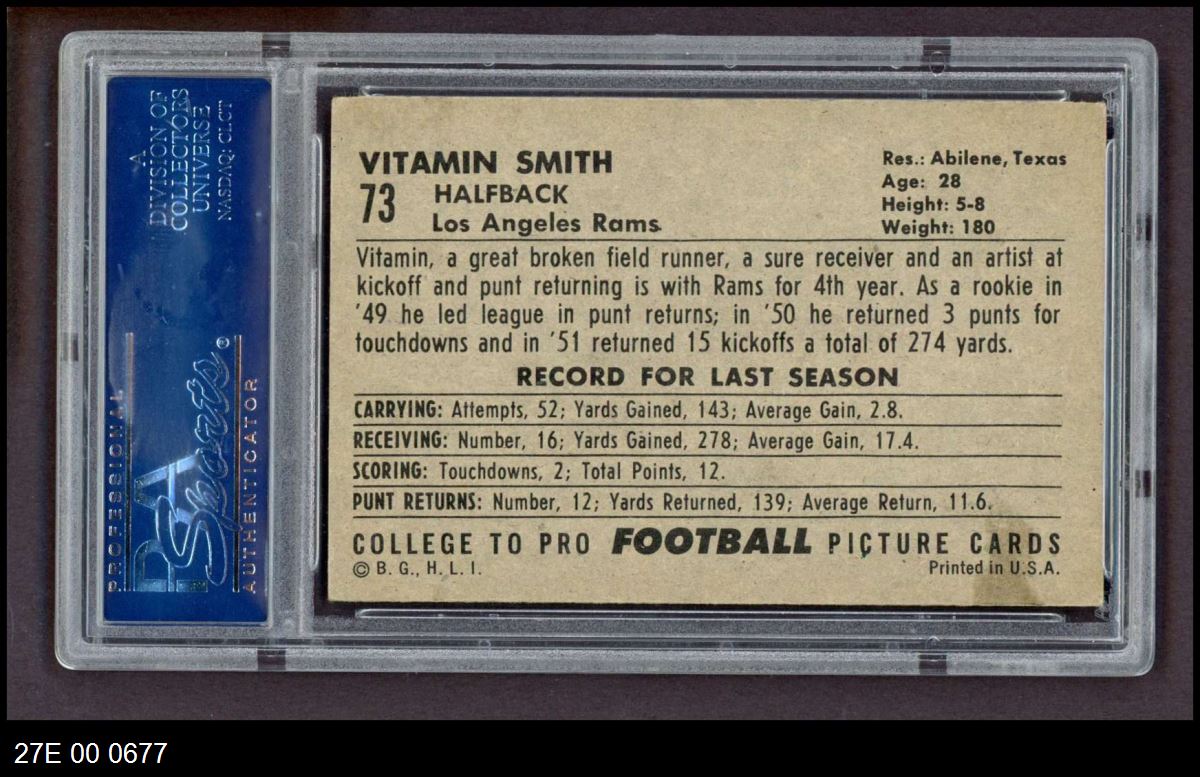 A
DIVISION OF
COLLECTORS
UNIVERSE
NASDAQ: CLCT
PROFESSIONAL
PSA
Sports®
AUTHENTICATOR
VITAMIN SMITH
73 HALFBACK
Los Angeles Rams
Res.: Abilene, Texas
Age: 28
Height: 5-8
Weight: 180
Vitamin, a great broken field runner, a sure receiver and an artist at
kickoff and punt returning is with Rams for 4th year. As a rookie in
'49 he led league in punt returns; in '50 he returned 3 punts for
touchdowns and in '51 returned 15 kickoffs a total of 274 yards.
RECORD FOR LAST SEASON
CARRYING: Attempts, 52; Yards Gained, 143; Average Gain, 2.8.
RECEIVING: Number, 16; Yards Gained, 278; Average Gain, 17.4.
SCORING: Touchdowns, 2; Total Points, 12.
PUNT RETURNS: Number, 12; Yards Returned, 139; Average Return, 11.6.
COLLEGE TO PRO FOOTBALL PICTURE CARDS
© B. G., H. L. I.
Printed in U.S.A.
27E 00 0677